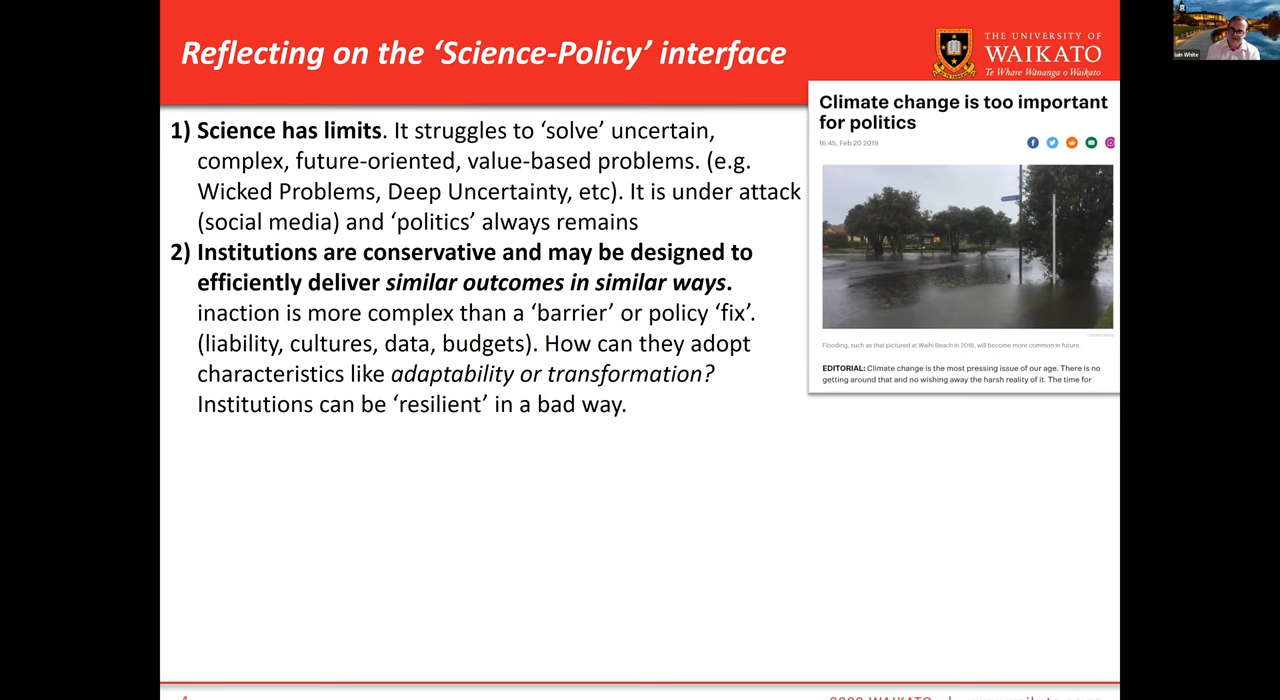 Reflecting on the ‘Science-Policy’ interface
THE UNIVERSITY OF
WAIKATO
Te Whare Wānanga o Waikato
Iain White
1) Science has limits. It struggles to ‘solve’ uncertain,
complex, future-oriented, value-based problems. (e.g.
Wicked Problems, Deep Uncertainty, etc). It is under attack
(social media) and ‘politics’ always remains
2) Institutions are conservative and may be designed to
efficiently deliver similar outcomes in similar ways.
inaction is more complex than a ‘barrier’ or policy ‘fix’.
(liability, cultures, data, budgets). How can they adopt
characteristics like adaptability or transformation?
Institutions can be ‘resilient’ in a bad way.
Climate change is too important
for politics
16:45, Feb 20 2019
Flooding, such as that pictured at Waihi Beach in 2018, will become more common in future.
EDITORIAL: Climate change is the most pressing issue of our age. There is no
getting around that and no wishing away the harsh reality of it. The time for